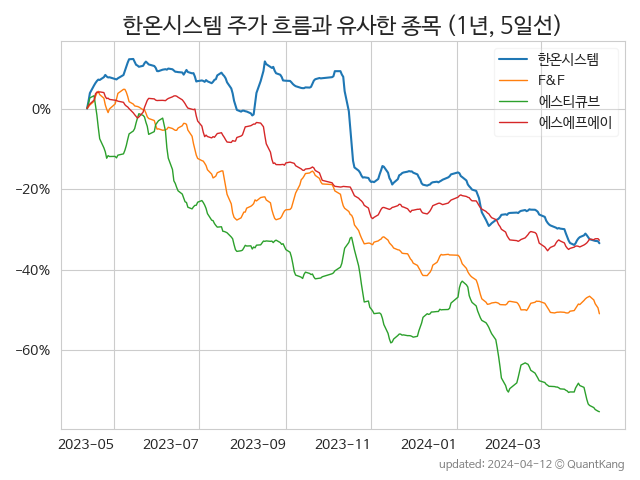 한온시스템 주가 흐름과 유사한 종목 (1년, 5일선)
한온시스템
F&F
에스티큐브
에스에프에이
0%
−20%
−40%
−60%
2023-05 2023-07 2023-09 2023-11 2024-01 2024-03
updated: 2024-04-12 © QuantKang